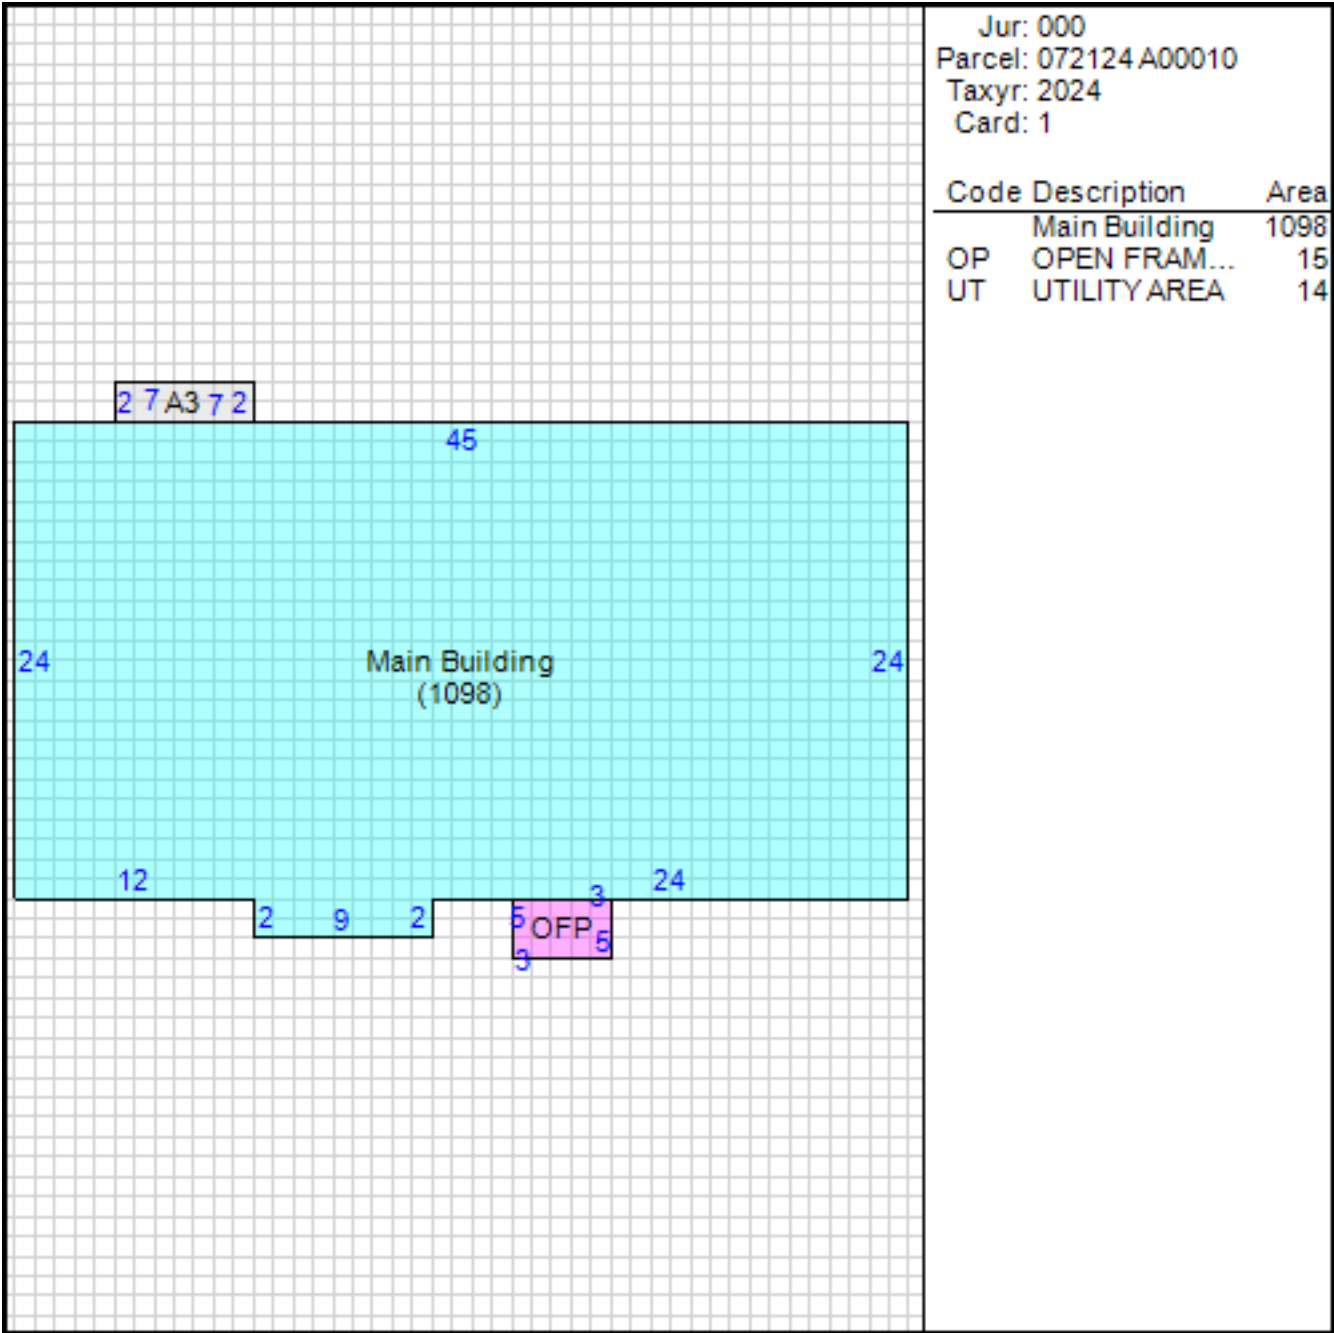 Jur: 000
Parcel: 072124 A00010
Taxyr: 2024
Card: 1
Code Description Area
Main Building 1098
OP OPEN FRAM... 15
UT UTILITY AREA 14
2 7 A3 7 2
45
24
Main Building
(1098)
24
12
24
2 9 2
5 OFP 3
5
3